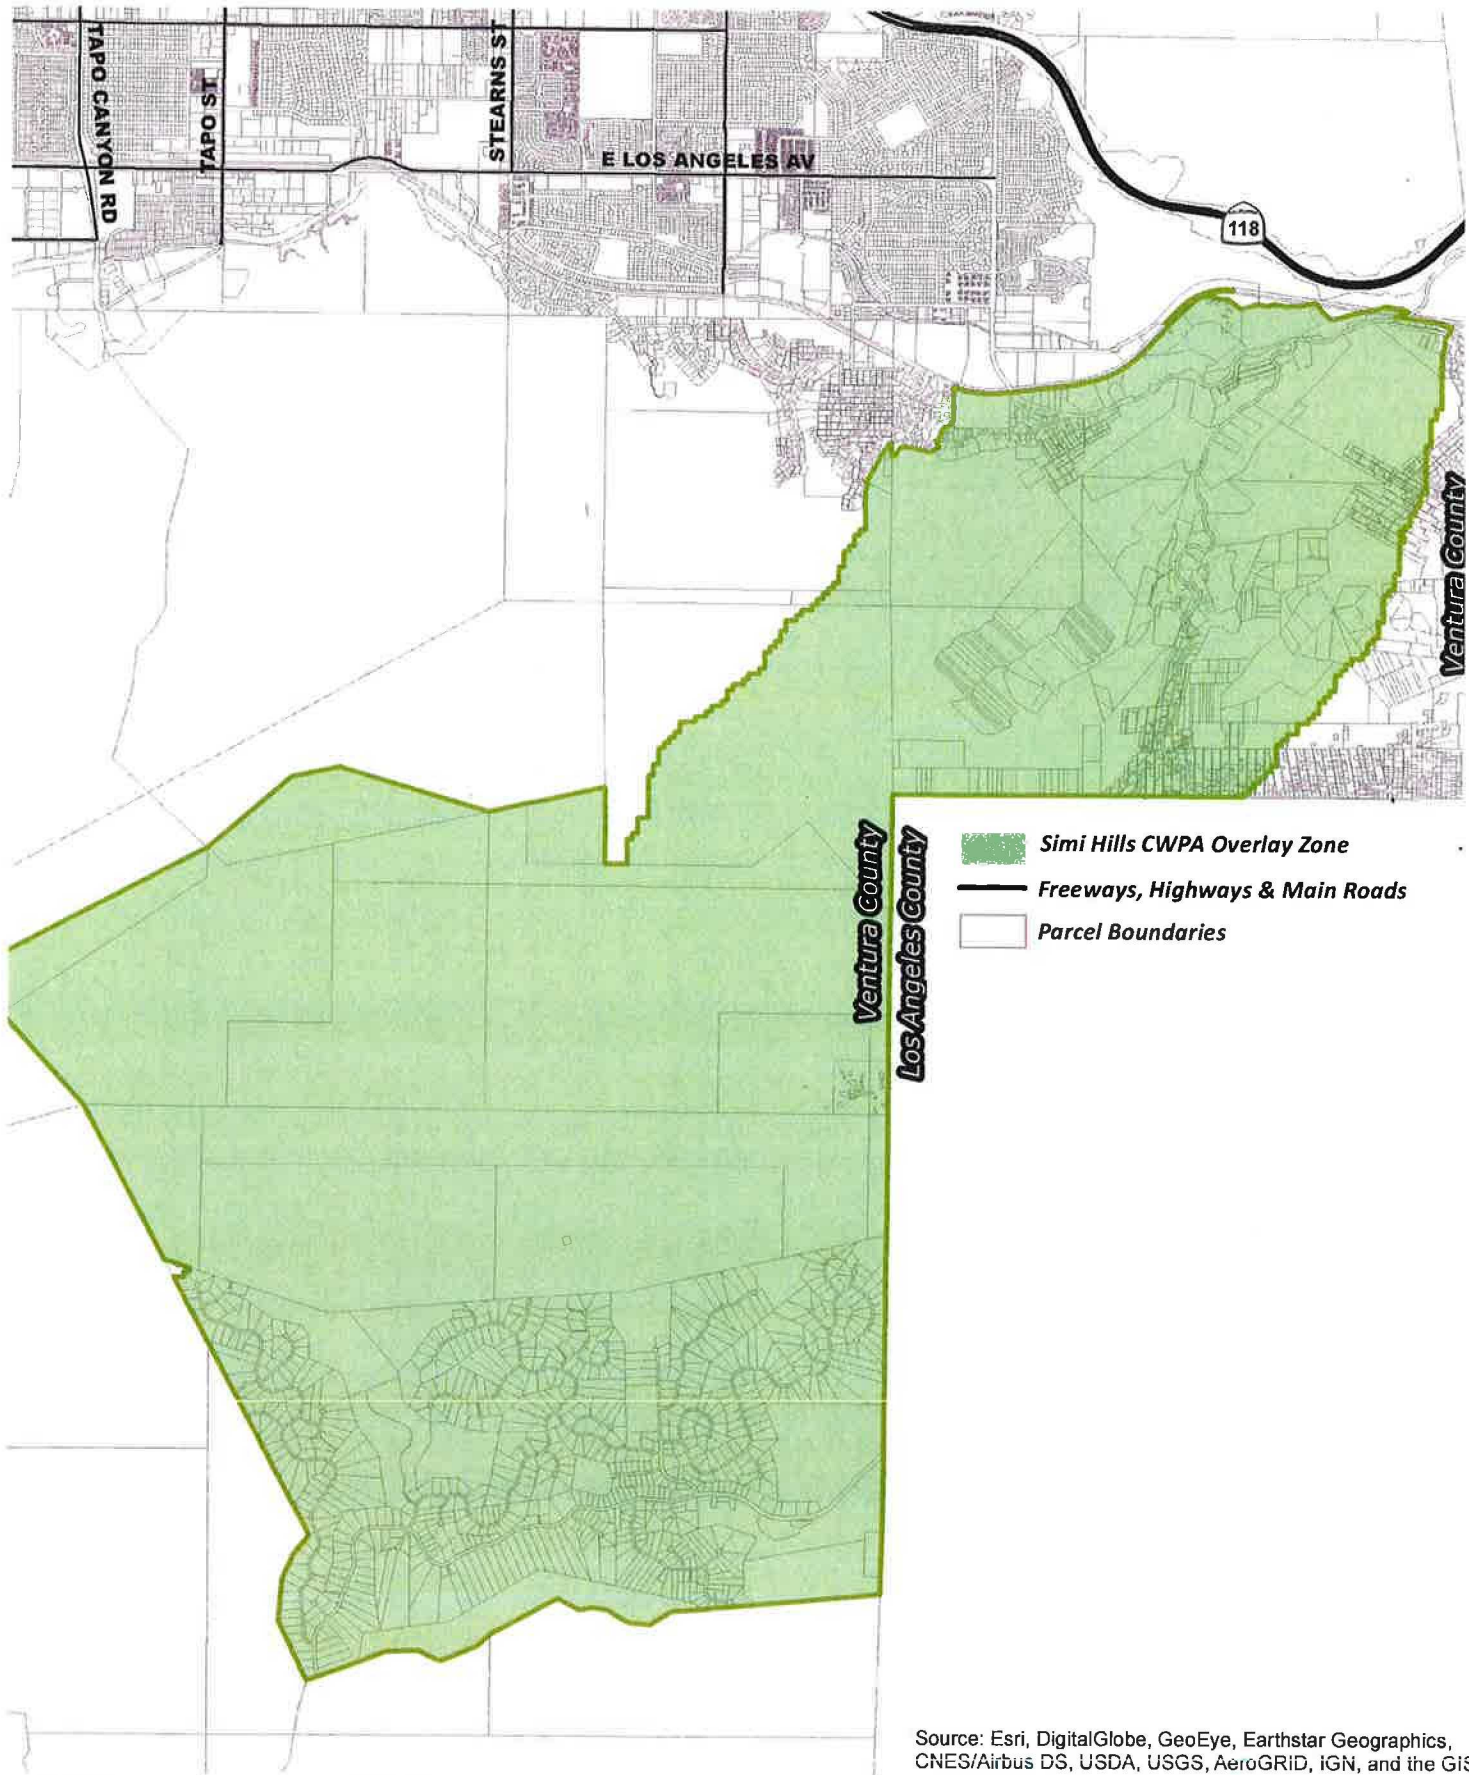 TAPO CANYON RD
TAPO ST
STEARNS ST
E LOS ANGELES AV
118
Ventura County
Ventura County
Los Angeles County
Simi Hills CWPA Overlay Zone
Freeways, Highways & Main Roads
Parcel Boundaries
Source: Esri, DigitalGlobe, GeoEye, Earthstar Geographics,
CNES/Airbus DS, USDA, USGS, AeroGRID, IGN, and the GIS